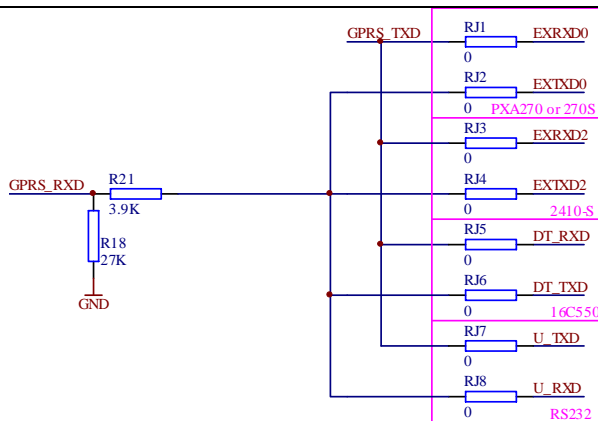 GPRS_TXD RJ1 EXRXD0
0
RJ2 EXTXD0
0 PXA270 or 270S
RJ3 EXRXD2
0
GPRS_RXD R21 RJ4 EXTXD2
3.9K 0 2410-S
R18 RJ5 DT_RXD
27K 0
GND RJ6 DT_TXD
0 16C550
RJ7 U_TXD
0
RJ8 U_RXD
0 RS232